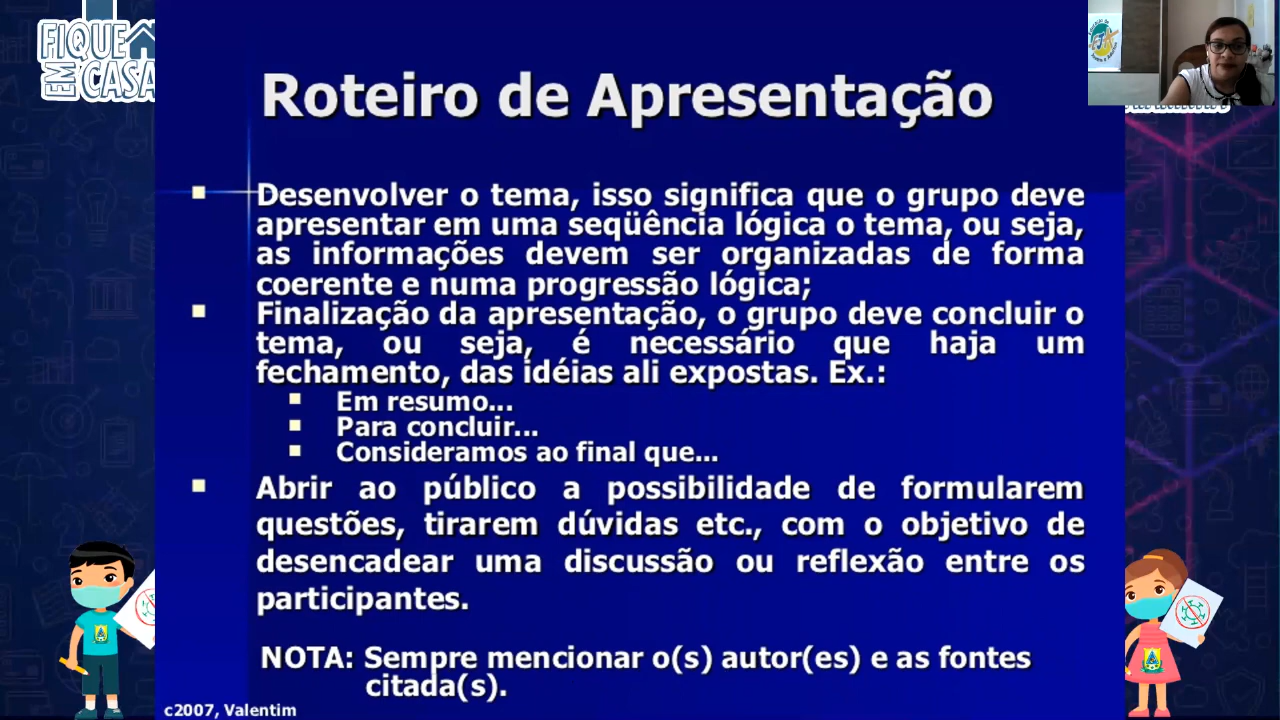 FIQUE
EM CASA
Roteiro de Apresentação
Desenvolver o tema, isso significa que o grupo deve
apresentar em uma seqüência lógica o tema, ou seja,
as informações devem ser organizadas de forma
coerente e numa progressão lógica;
Finalização da apresentação, o grupo deve concluir o
tema, ou seja, é necessário que haja um
fechamento, das idéias ali expostas. Ex.:
Em resumo...
Para concluir...
Consideramos ao final que...
Abrir ao público a possibilidade de formularem
questões, tirarem dúvidas etc., com o objetivo de
desencadear uma discussão ou reflexão entre os
participantes.
NOTA: Sempre mencionar o(s) autor(es) e as fontes
citada(s).
c2007, Valentim